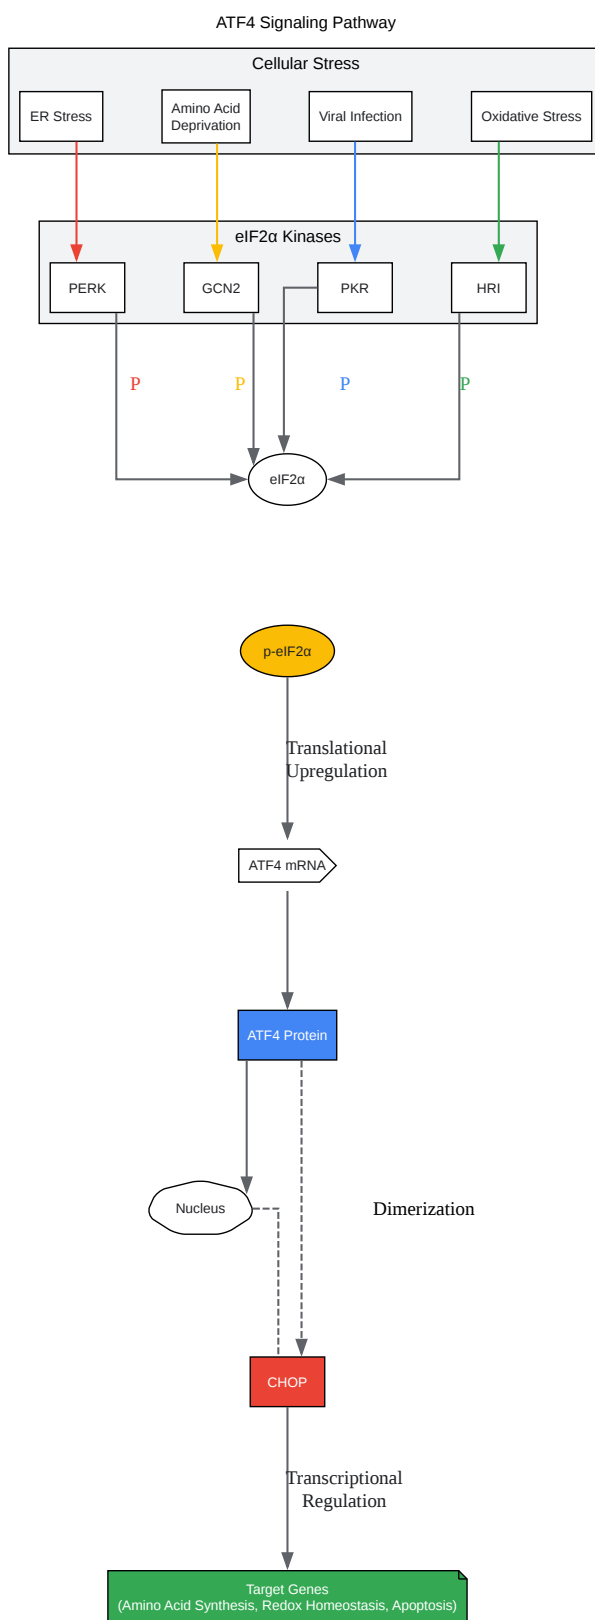 ATF4 Signaling Pathway
Cellular Stress
ER Stress
Amino Acid
Deprivation
Viral Infection
Oxidative Stress
eIF2α Kinases
PERK
GCN2
PKR
HRI
P
P
P
P
eIF2α
p-eIF2α
Translational
Upregulation
ATF4 mRNA
ATF4 Protein
Nucleus
Dimerization
CHOP
Transcriptional
Regulation
Target Genes
(Amino Acid Synthesis, Redox Homeostasis, Apoptosis)